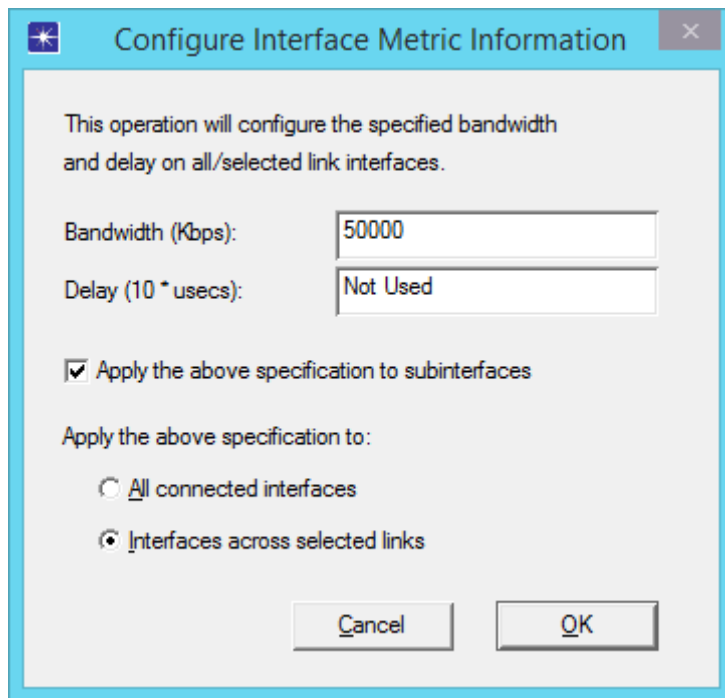 Configure Interface Metric Information
This operation will configure the specified bandwidth
and delay on all/selected link interfaces.
Bandwidth (Kbps): 50000
Delay (10 * usecs): Not Used
Apply the above specification to subinterfaces
Apply the above specification to:
All connected interfaces
Interfaces across selected links
Cancel OK